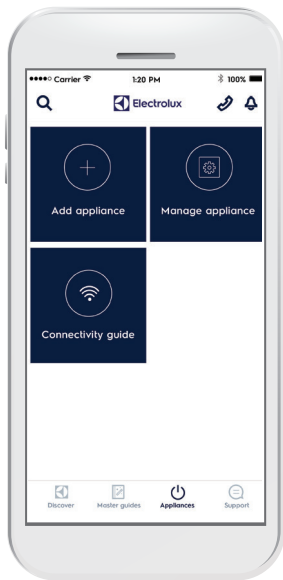 Carrier 1:20 PM 100%
Electrolux
Add appliance Manage appliance
Connectivity guide
Discover Master guides Appliances Support